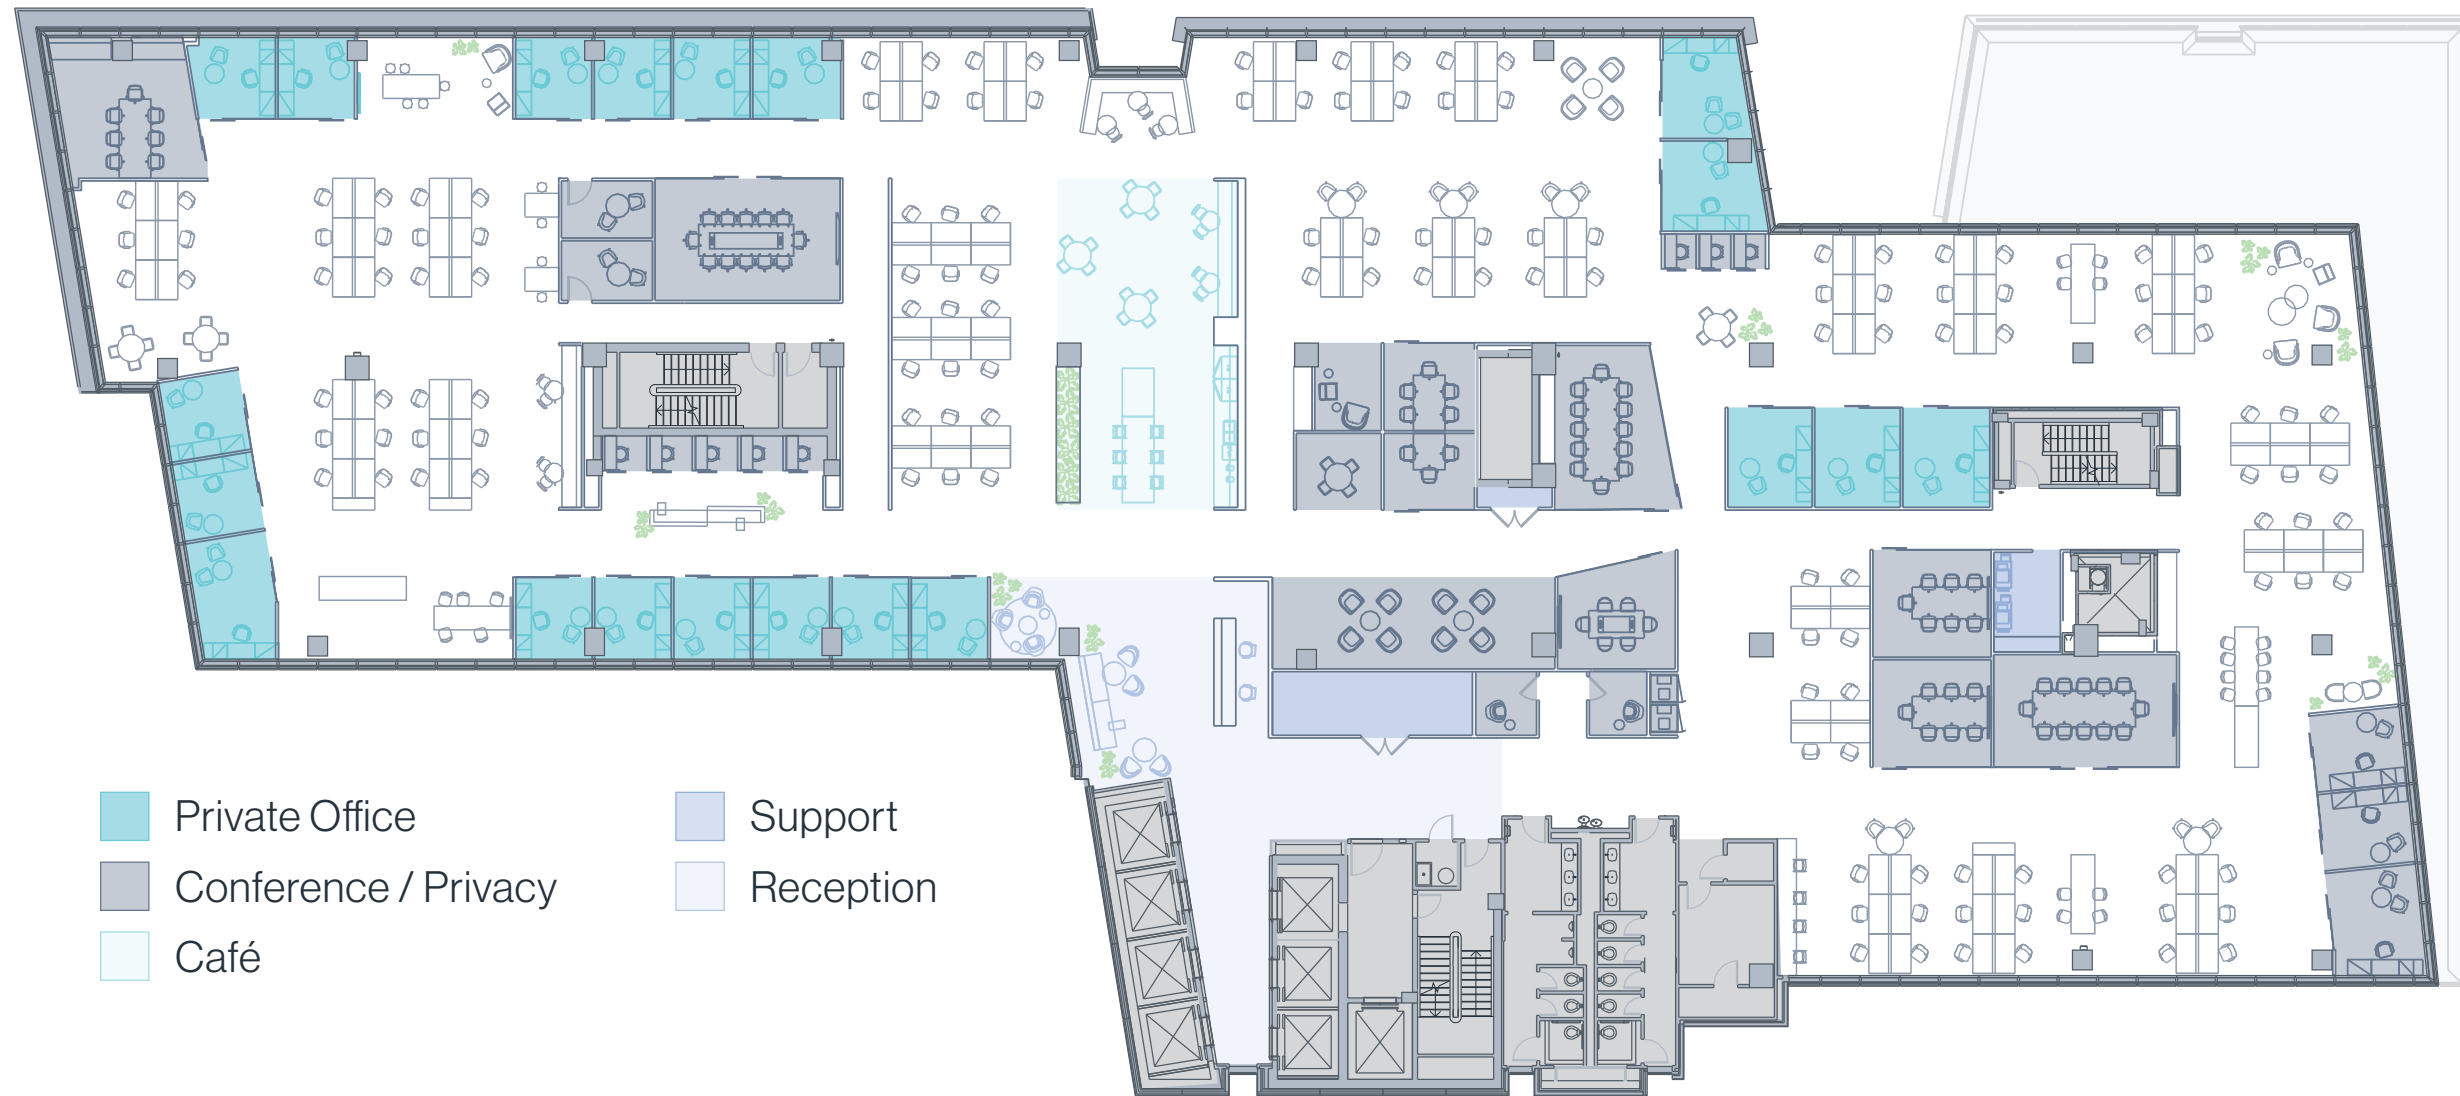 Private Office
Conference / Privacy
Café
Support
Reception